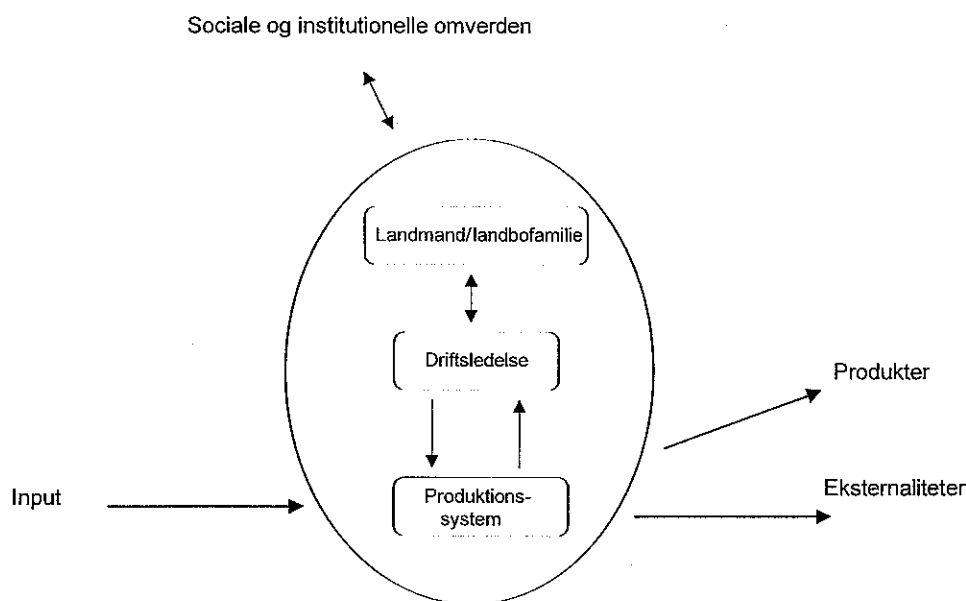 Sociale og institutionelle omverden
Landmand/landbofamilie
Driftsledelse
Produkter
Input
Produktions-
system
Eksternaliteter